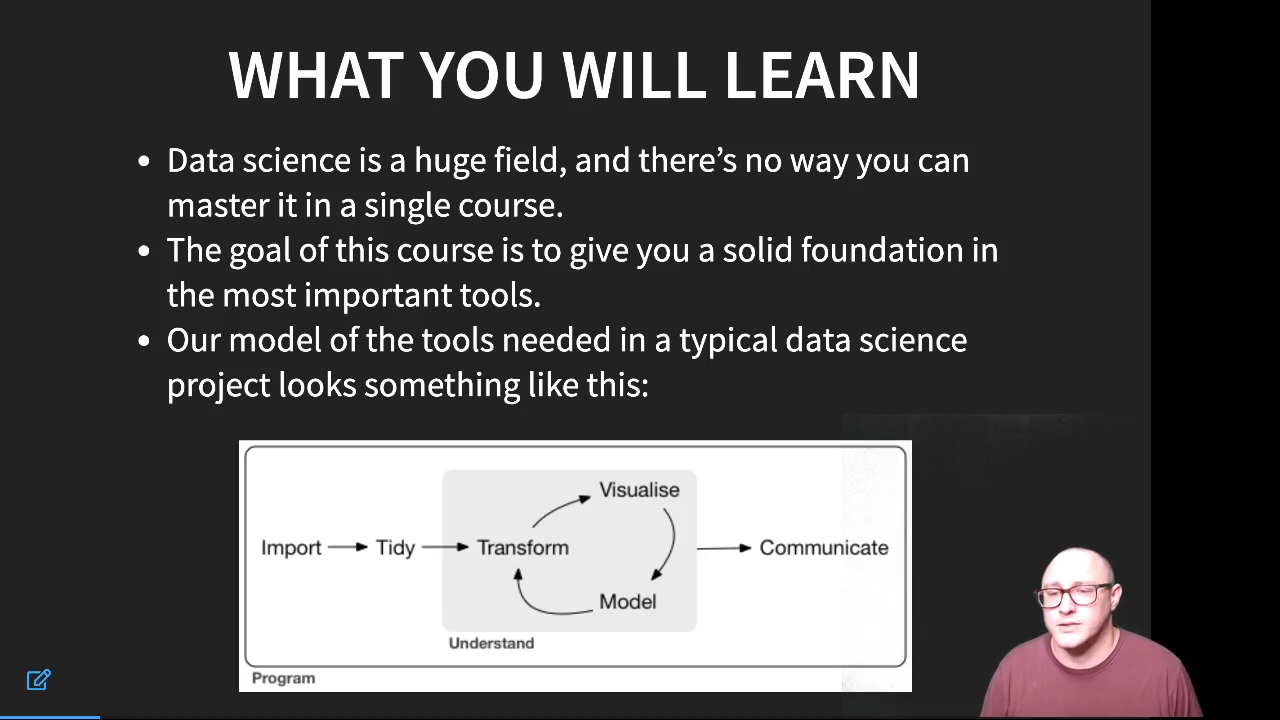 WHAT YOU WILL LEARN
• Data science is a huge field, and there’s no way you can
master it in a single course.
• The goal of this course is to give you a solid foundation in
the most important tools.
• Our model of the tools needed in a typical data science
project looks something like this:
Visualise
Import
Tidy
Transform
Communicate
Model
Understand
Program